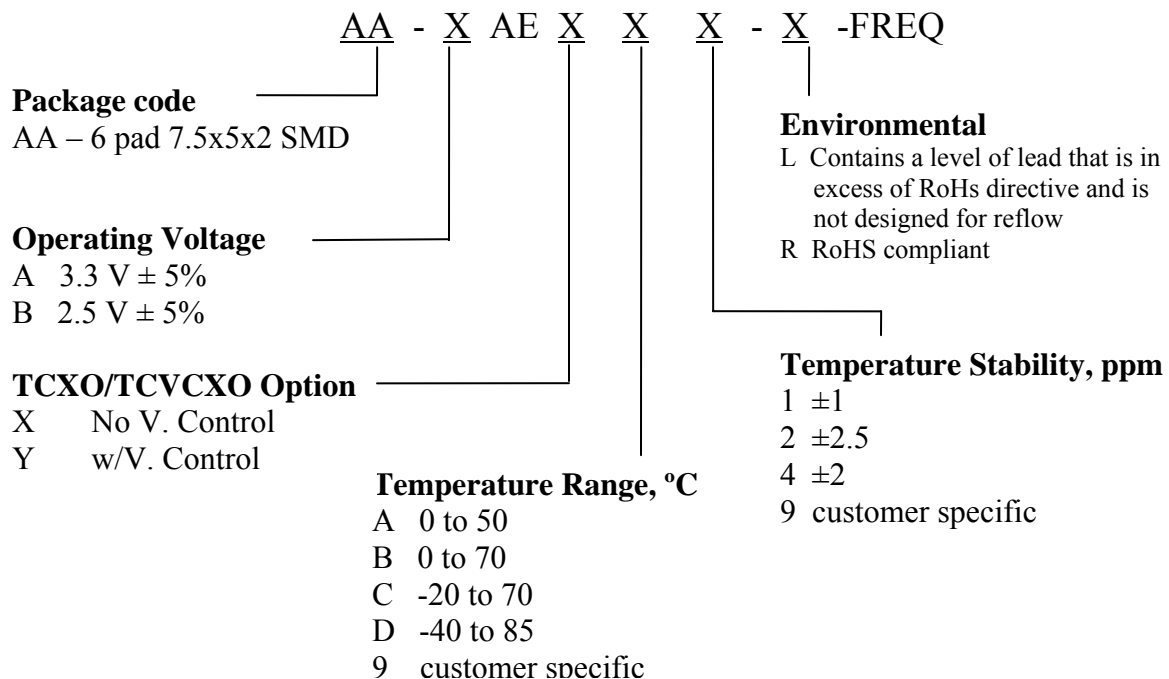 AA - X AE X X X - X -FREQ
Package code
AA – 6 pad 7.5x5x2 SMD
Operating Voltage
A 3.3 V ± 5%
B 2.5 V ± 5%
TCXO/TCVCXO Option
X No V. Control
Y w/V. Control
Temperature Range, ºC
A 0 to 50
B 0 to 70
C -20 to 70
D -40 to 85
9 customer specific
Environmental
L Contains a level of lead that is in
excess of RoHs directive and is
not designed for reflow
R RoHS compliant
Temperature Stability, ppm
1 ±1
2 ±2.5
4 ±2
9 customer specific